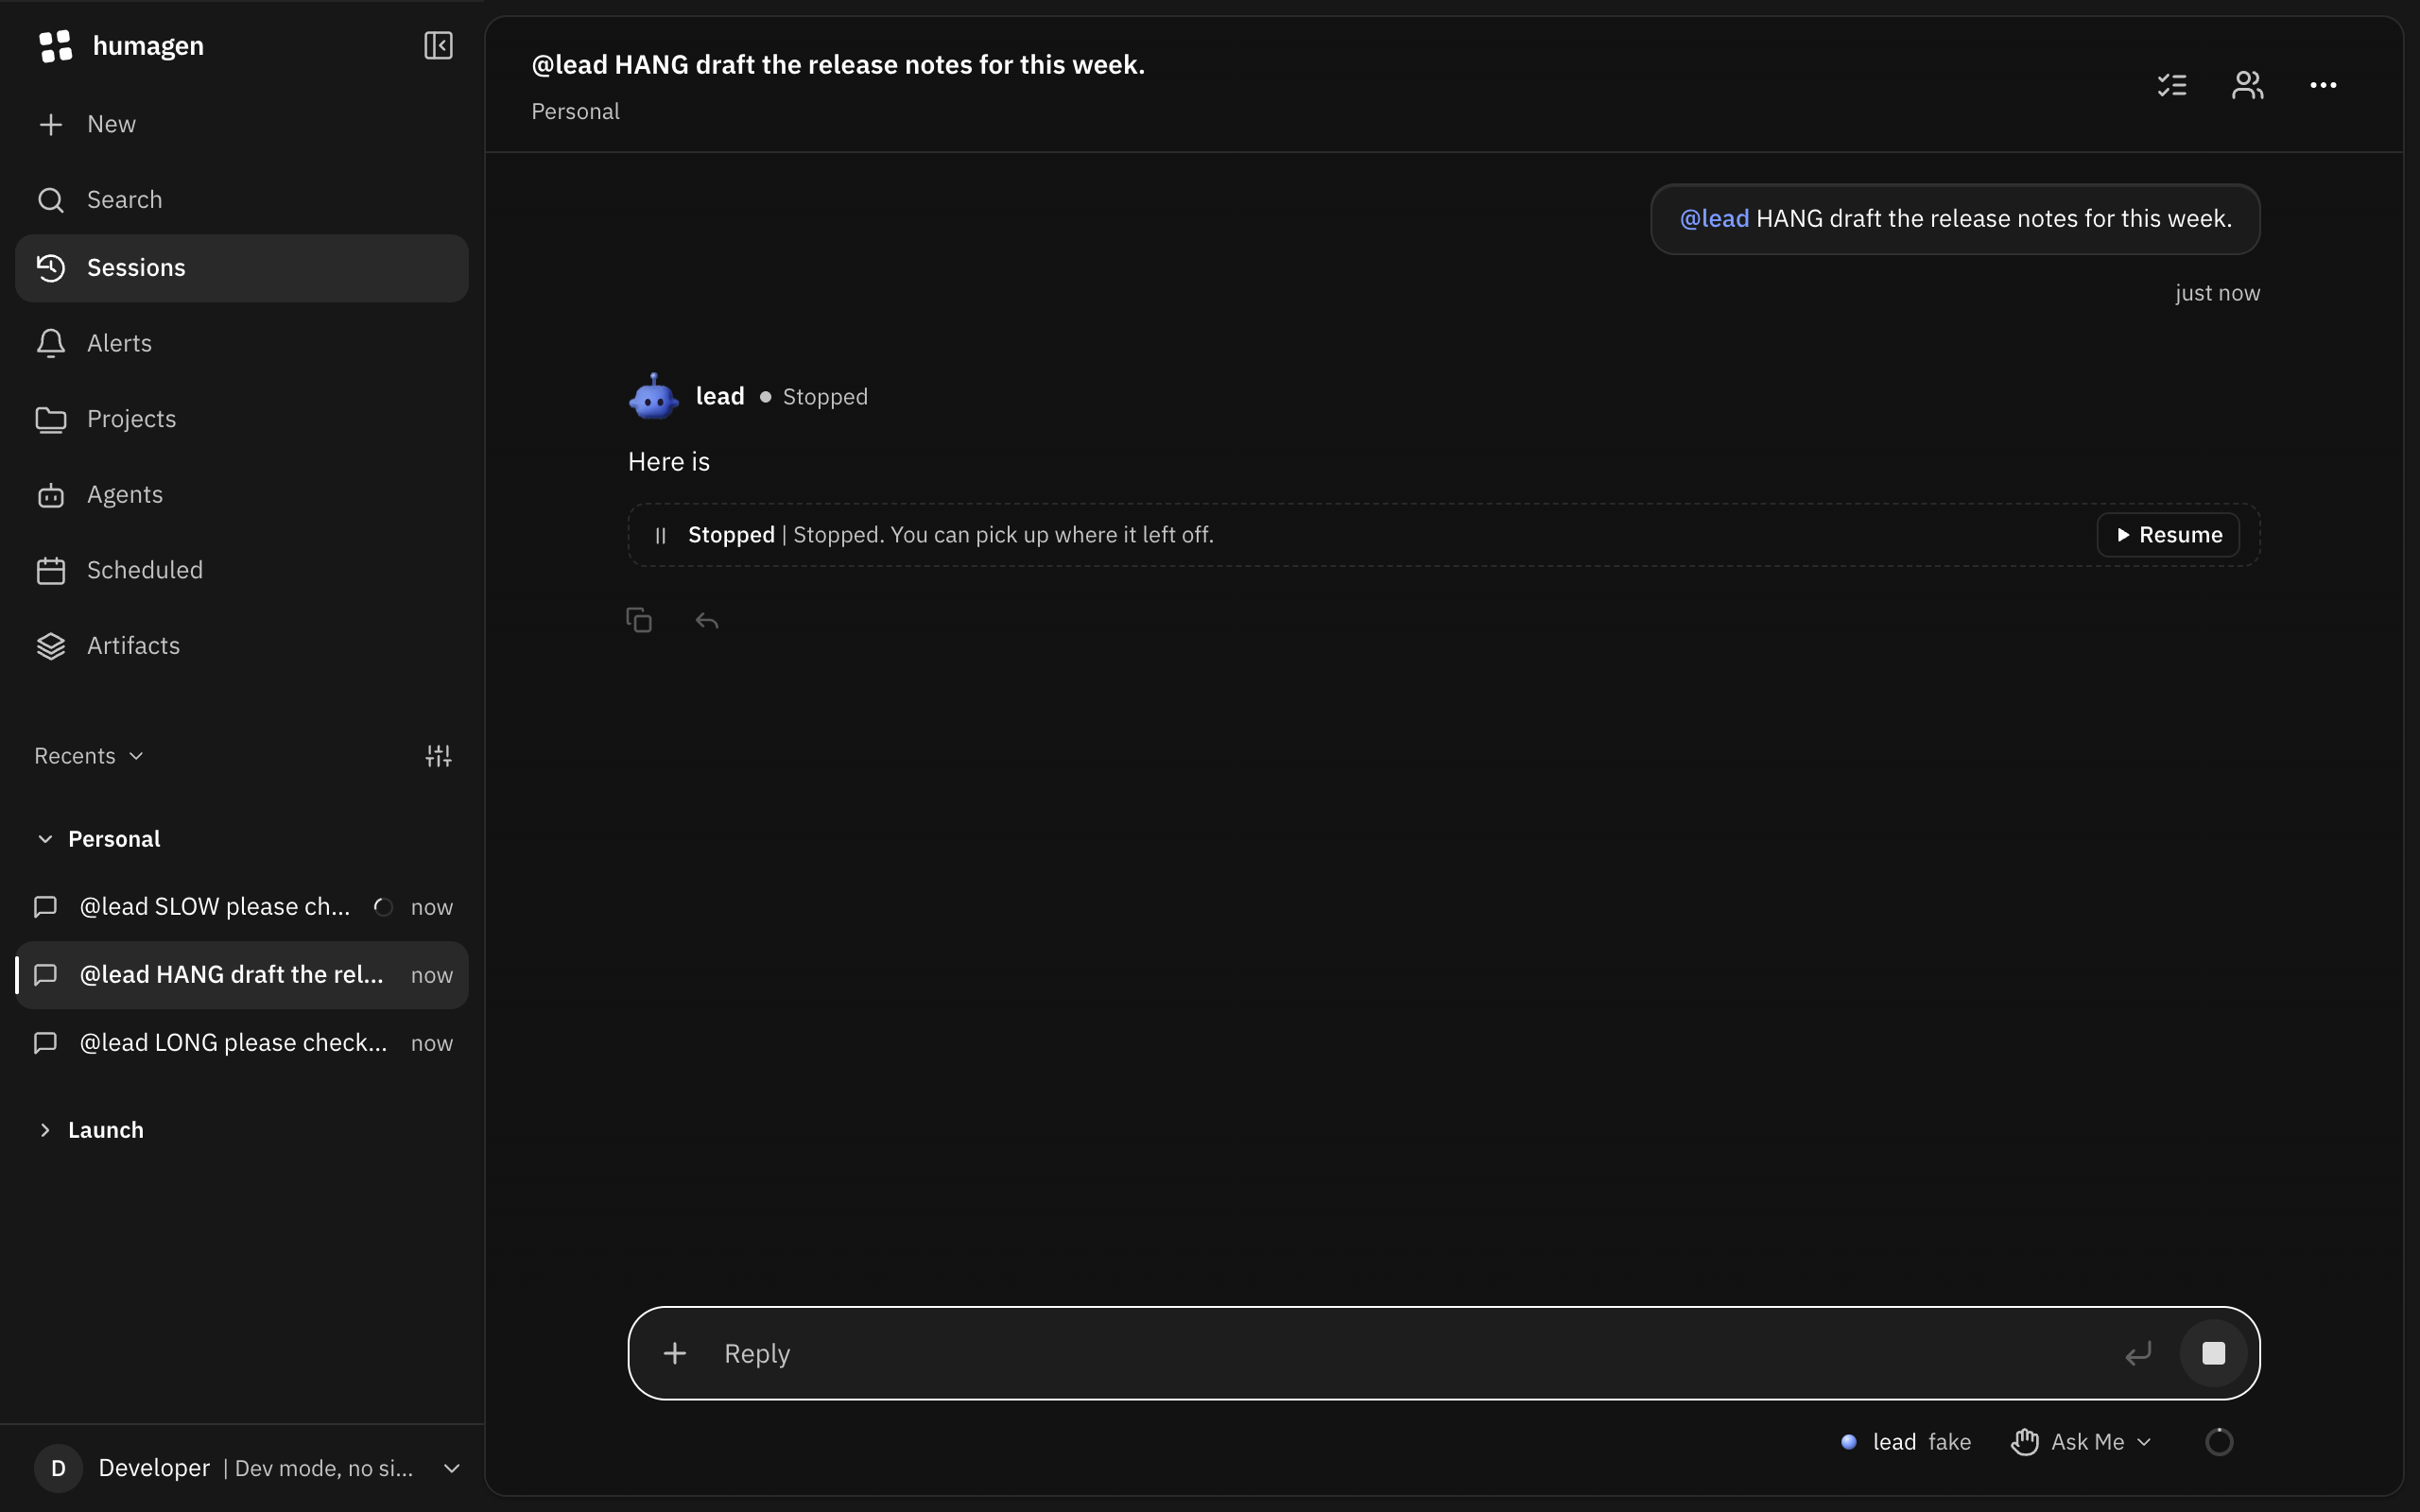 humagen
New
Search
Sessions
Alerts
Projects
Agents
Scheduled
Artifacts
Recents
Personal
@lead SLOW please ch... now
@lead HANG draft the rel... now
@lead LONG please check... now
Launch
D Developer | Dev mode, no si...
@lead HANG draft the release notes for this week.
Personal
@lead HANG draft the release notes for this week.
just now
lead Stopped
Here is
Stopped | Stopped. You can pick up where it left off. Resume
Reply
lead fake Ask Me